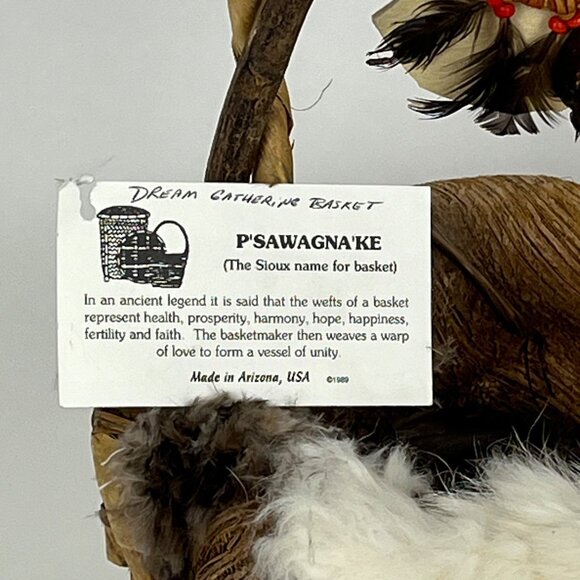 DREAM GATHERING BASKET
P'SAWAGNA'KE
(The Sioux name for basket)
In an ancient legend it is said that the wefts of a basket
represent health, prosperity, harmony, hope, happiness,
fertility and faith. The basketmaker then weaves a warp
of love to form a vessel of unity.
Made in Arizona, USA ©1989